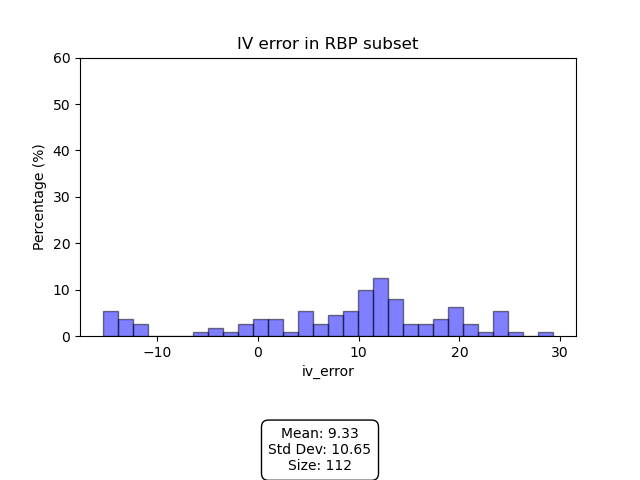 IV error in RBP subset
60
50
40
30
20
10
0
Percentage (%)
−10 0 10 20 30
iv_error
Mean: 9.33
Std Dev: 10.65
Size: 112